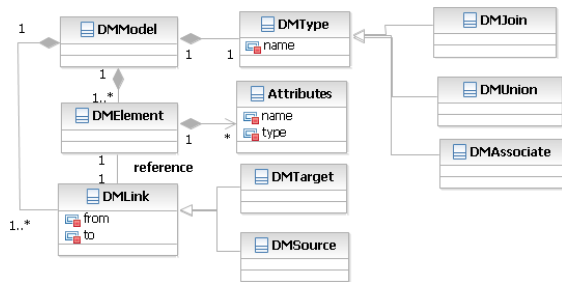 1 DMModel DMType DMJoin
1 1 name
1 DMUnion
1..* Attributes
DMElement name
1 type DMAssociate
*
1 reference
1 DMTarget
DMLink
from
1..* to
DMSource